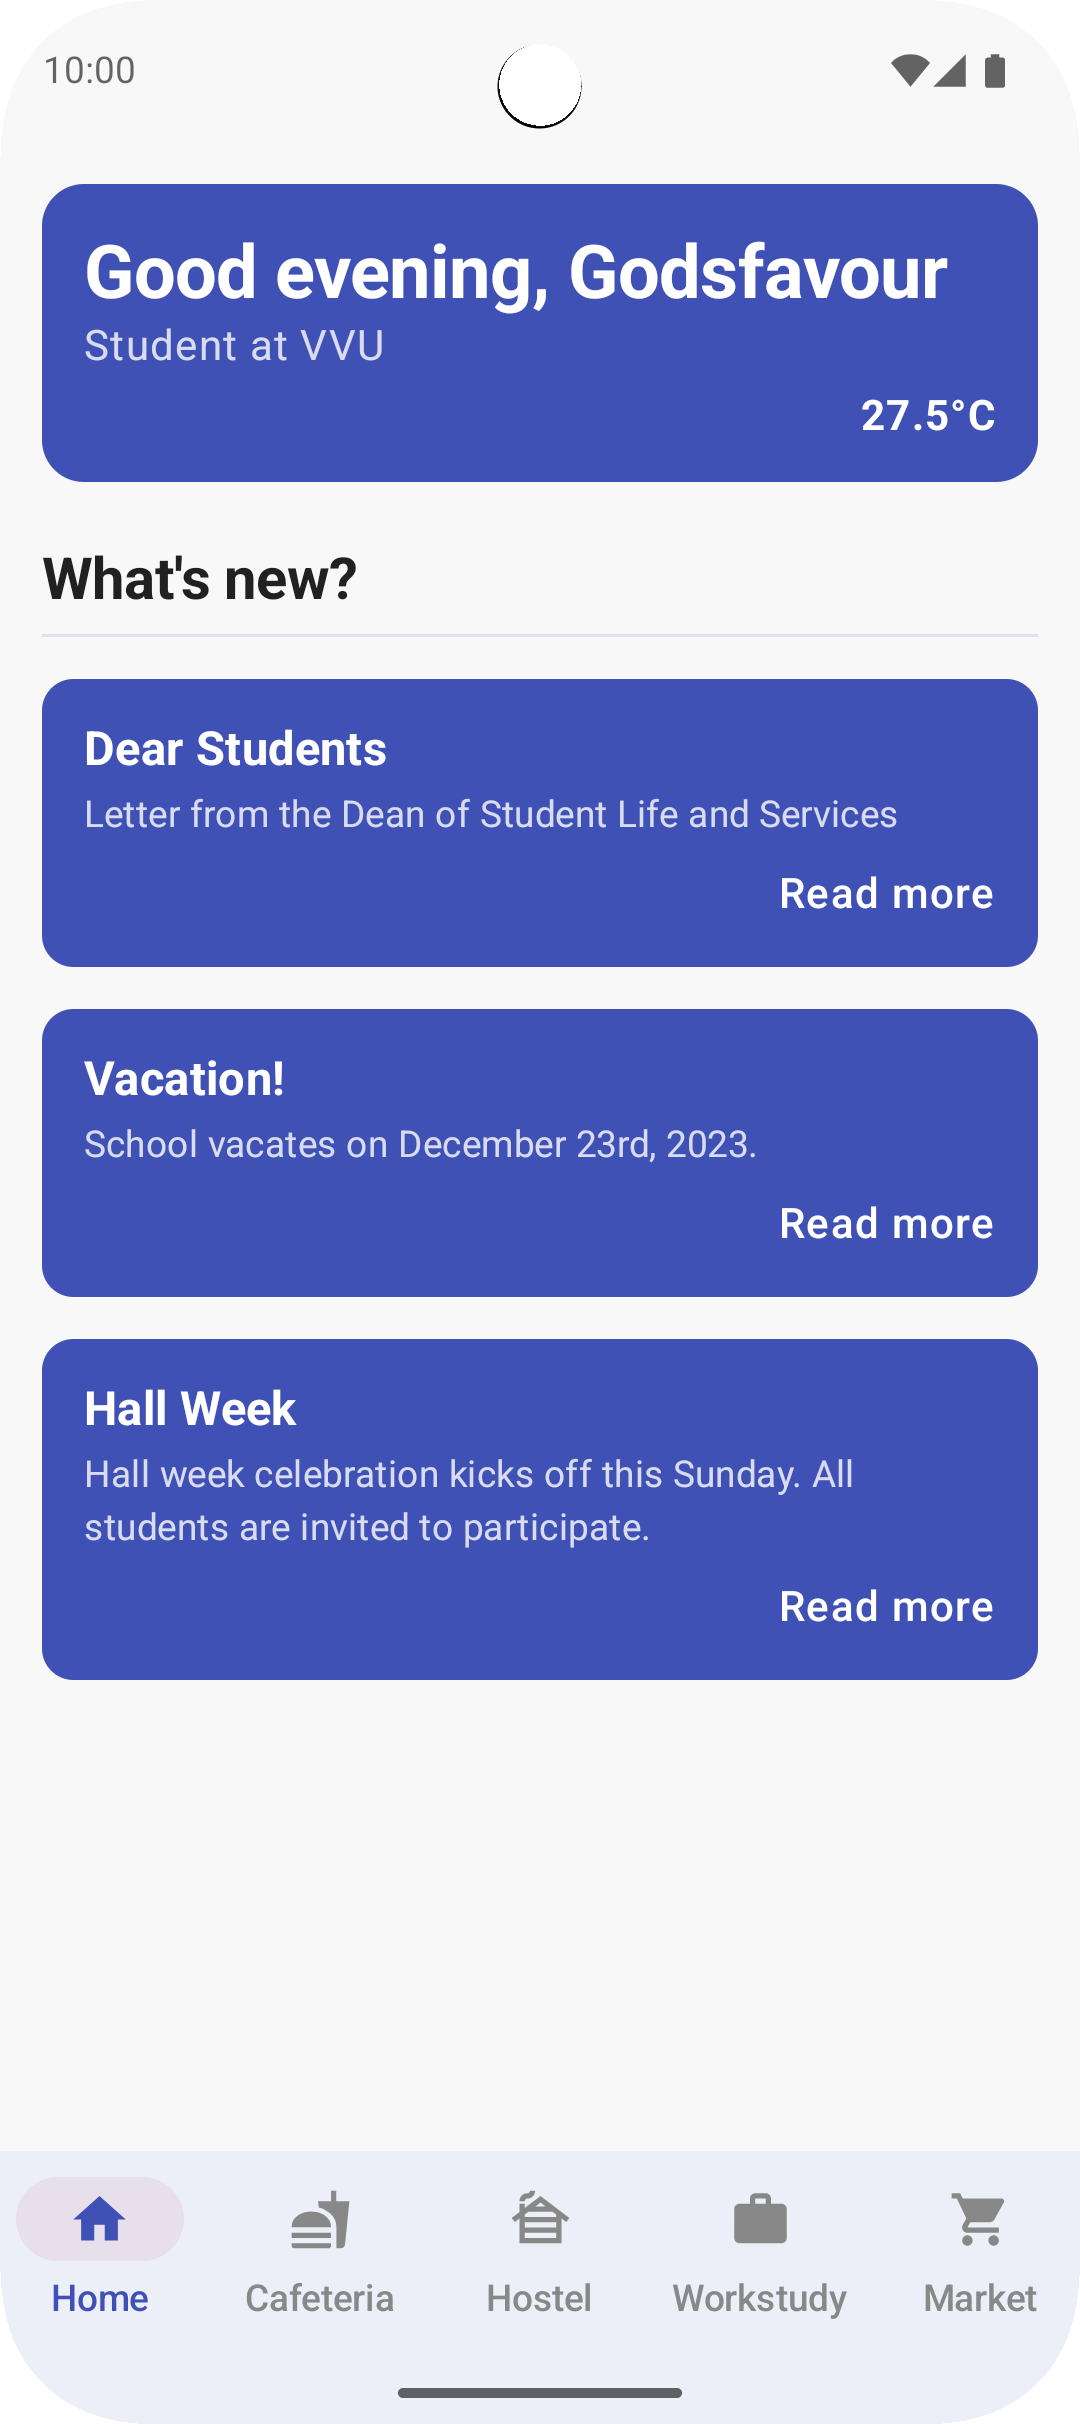 10:00
Good evening, Godsfavour
Student at VVU
27.5°C
What's new?
Dear Students
Letter from the Dean of Student Life and Services
Read more
Vacation!
School vacates on December 23rd, 2023.
Read more
Hall Week
Hall week celebration kicks off this Sunday. All
students are invited to participate.
Read more
Home Cafeteria Hostel Workstudy Market